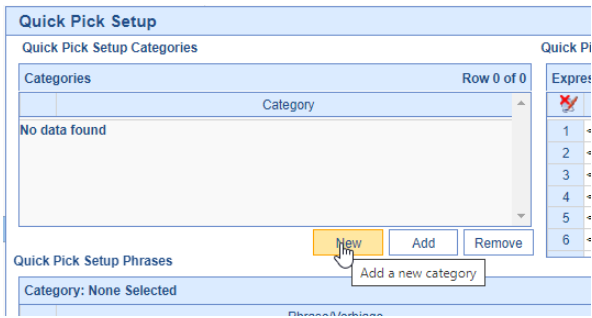 Quick Pick Setup
Quick Pick Setup Categories
Quick Pi
Categories
Row 0 of 0
Expres
Category
No data found
1
2
3
4
5
6
New
Add
Remove
Add a new category
Quick Pick Setup Phrases
Category: None Selected
Phrase/Verbiage